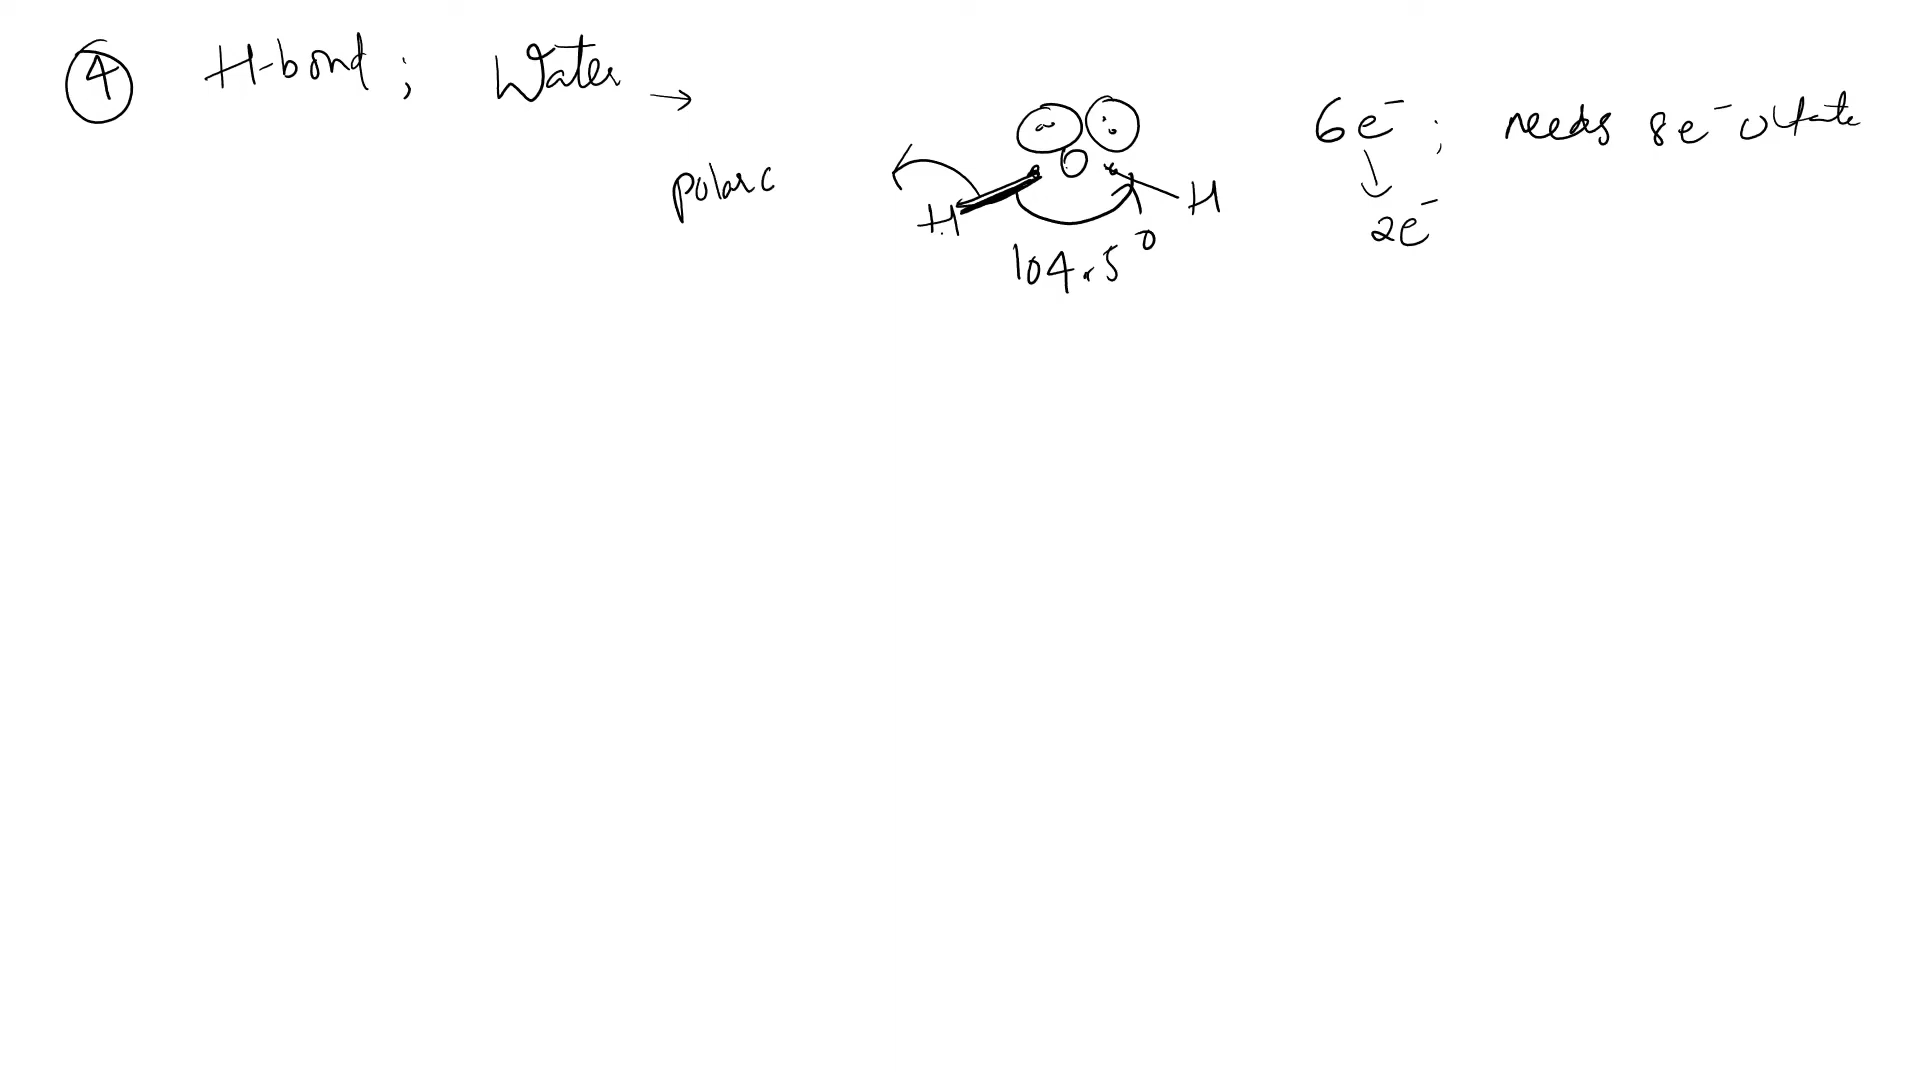 ④ H-bond ; Water →
6e⁻ ; needs 8e⁻
↓
2e⁻
polar c
O
H H
104.5°